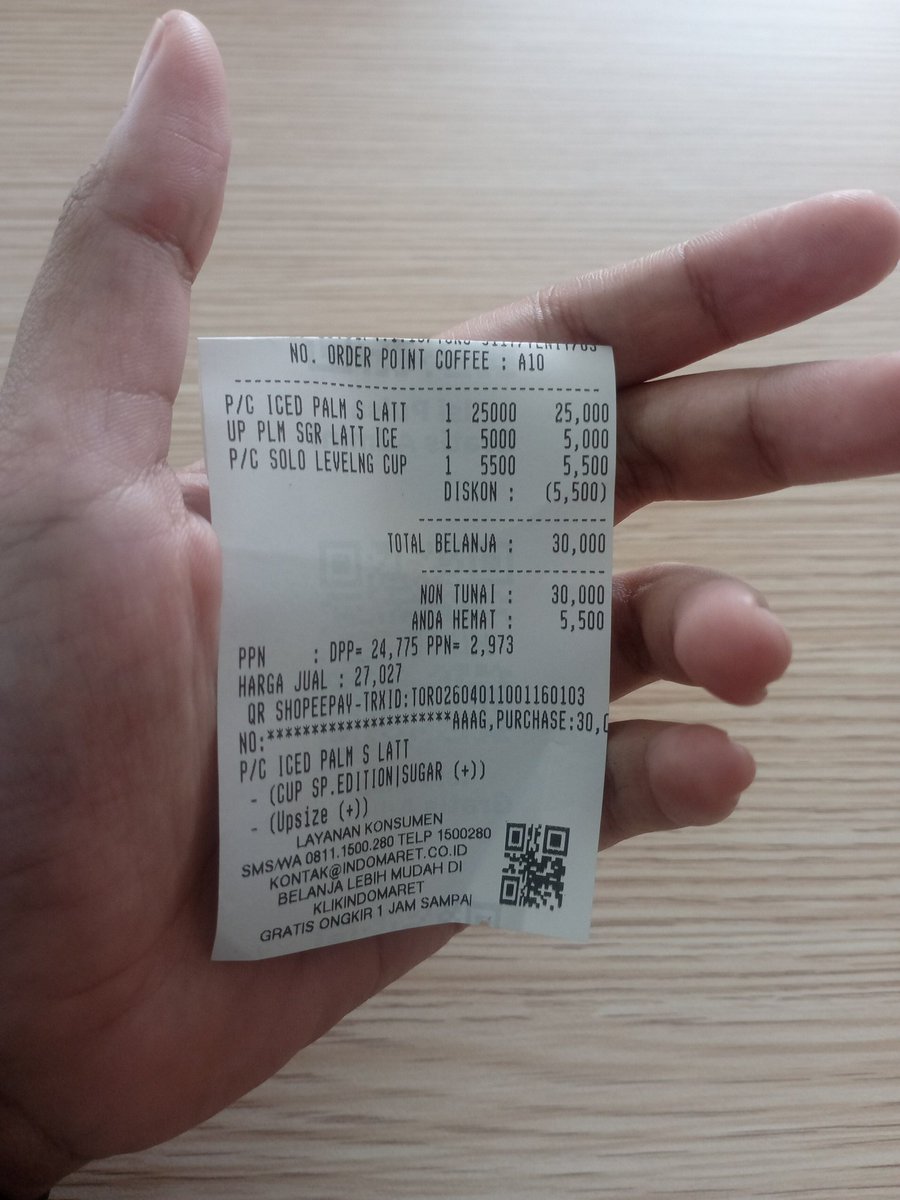 NO. ORDER POINT COFFEE : A10
P/C ICED PALM S LATT 1 25000 25,000
UP PLM SGR LATT ICE 1 5000 5,000
P/C SOLO LEVELNG CUP 1 5500 5,500
DISKON : (5,500)
TOTAL BELANJA : 30,000
NON TUNAI : 30,000
ANDA HEMAT : 5,500
PPN : DPP= 24,775 PPN= 2,973
HARGA JUAL : 27,027
QR SHOPEEPAY-TRXID:TORO2604011001160103
NO:**********************AAAG,PURCHASE:30,
P/C ICED PALM S LATT
- (CUP SP.EDITION|SUGAR (+))
- (Upsize (+))
LAYANAN KONSUMEN
SMS/WA 0811.1500.280 TELP 1500280
KONTAK@INDOMARET.CO.ID
BELANJA LEBIH MUDAH DI
KLIKINDOMARET
GRATIS ONGKIR 1 JAM SAMPAI